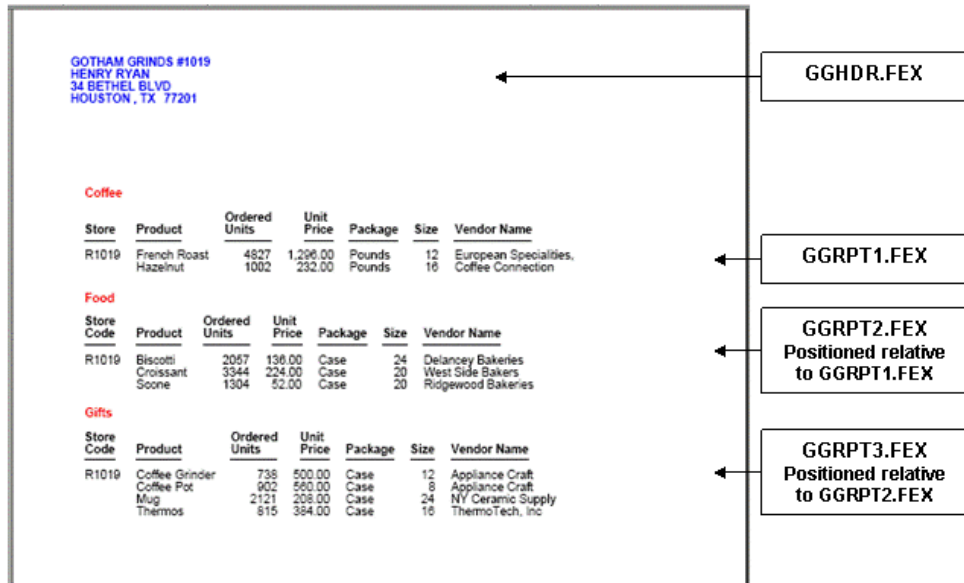 GOTHAM GRINDS #1019
HENRY RYAN
34 BETHEL BLVD
HOUSTON , TX 77201
GGHDR.FEX
Coffee
Store Product Ordered Units Unit Price Package Size Vendor Name
R1019 French Roast 4827 1,296.00 Pounds 12 European Specialities,
Hazelnut 1002 232.00 Pounds 16 Coffee Connection
GGRPT1.FEX
Food
Store Code Product Ordered Units Unit Price Package Size Vendor Name
R1019 Biscotti 2057 136.00 Case 24 Delancey Bakeries
Croissant 3344 224.00 Case 20 West Side Bakers
Scone 1304 52.00 Case 20 Ridgewood Bakeries
GGRPT2.FEX
Positioned relative
to GGRPT1.FEX
Gifts
Store Code Product Ordered Units Unit Price Package Size Vendor Name
R1019 Coffee Grinder 738 500.00 Case 12 Appliance Craft
Coffee Pot 902 560.00 Case 8 Appliance Craft
Mug 2121 208.00 Case 24 NY Ceramic Supply
Thermos 815 384.00 Case 16 ThermoTech, Inc
GGRPT3.FEX
Positioned relative
to GGRPT2.FEX